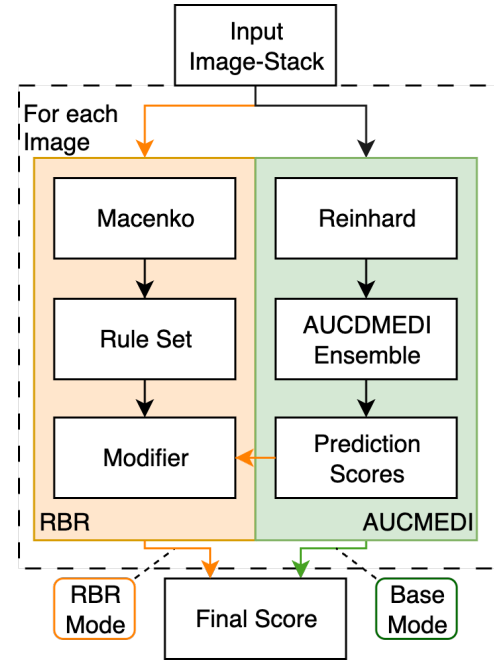 Input
Image-Stack
For each
Image
Macenko
Reinhard
Rule Set
AUCDMEDI
Ensemble
Modifier
Prediction
Scores
RBR
AUCMEDI
RBR
Mode
Final Score
Base
Mode